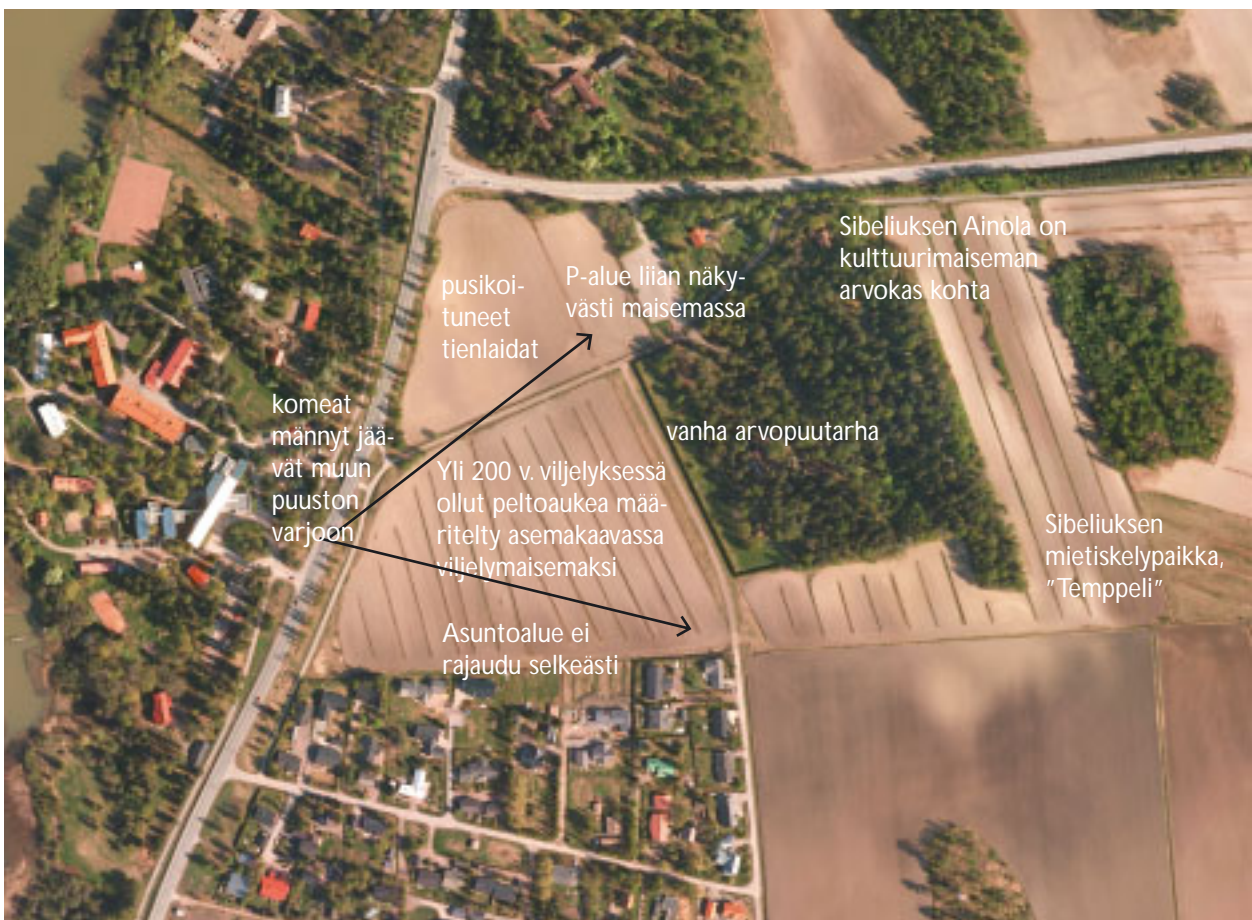 Sibeliuksen Ainola on
kulttuurimaiseman
arvokas kohta
pusikoi-
tuneet
tienlaidat
P-alue liian näky-
västi maisemassa
komeat
männyt jää-
vät muun
puuston
varjoon
vanha arvopuutarha
Yli 200 v. viljelyksessä
ollut peltoaukea mää-
ritelty asemakaavassa
viljelymaisemaksi
Sibeliuksen
mietiskelypaikka,
"Temppeli"
Asuntoalue ei
rajaudu selkeästi